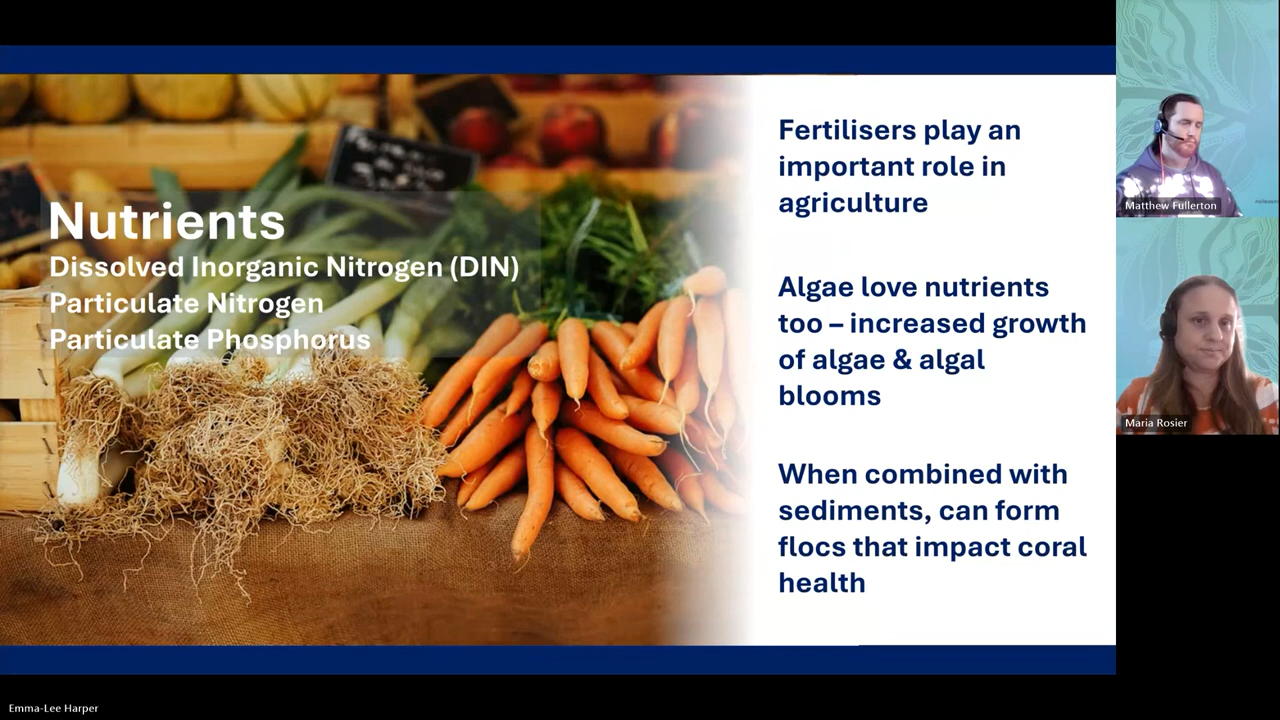 Nutrients
Dissolved Inorganic Nitrogen (DIN)
Particulate Nitrogen
Particulate Phosphorus
Fertilisers play an
important role in
agriculture
Algae love nutrients
too – increased growth
of algae & algal
blooms
When combined with
sediments, can form
flocs that impact coral
health
Matthew Fullerton
Maria Rosier
Emma-Lee Harper